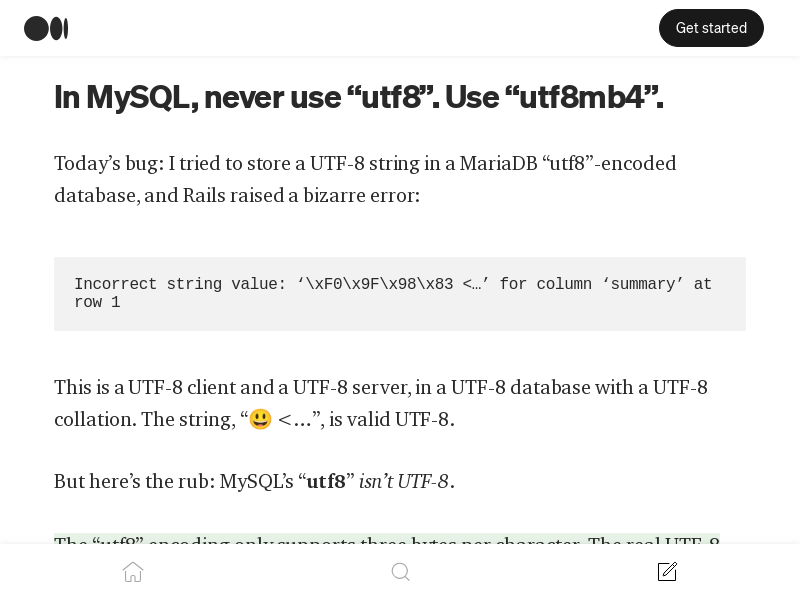 Get started
In MySQL, never use “utf8”. Use “utf8mb4”.
Today’s bug: I tried to store a UTF-8 string in a MariaDB “utf8”-encoded
database, and Rails raised a bizarre error:
Incorrect string value: ‘\xF0\x9F\x98\x83 <…’ for column ‘summary’ at
row 1
This is a UTF-8 client and a UTF-8 server, in a UTF-8 database with a UTF-8
collation. The string, “😃 <…”, is valid UTF-8.
But here’s the rub: MySQL’s “utf8” isn’t UTF-8.
The “utf8” encoding only supports three bytes per character. The real UTF-8